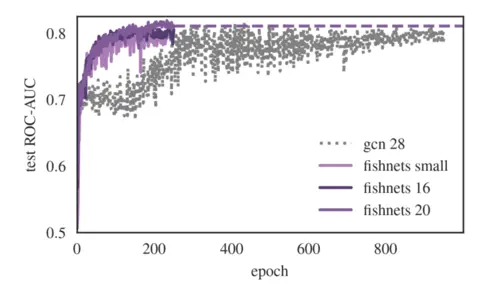 0.8
0.7
0.6
0.5
test ROC-AUC
gcn 28
fishnets small
fishnets 16
fishnets 20
0 200 400 600 800
epoch